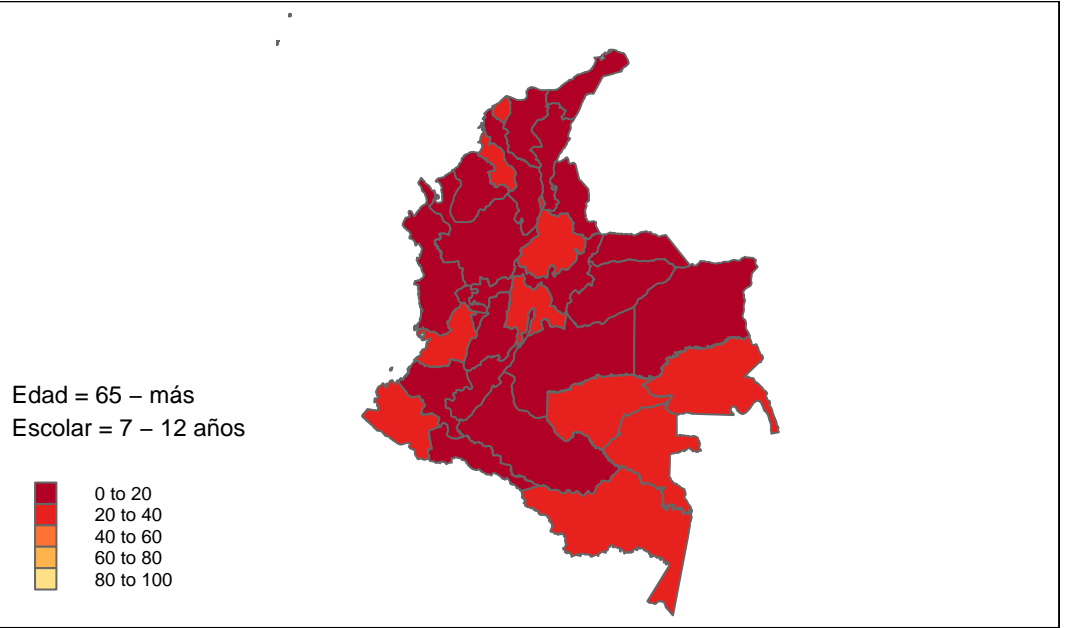 Edad = 65 – más
Escolar = 7 – 12 años
0 to 20
20 to 40
40 to 60
60 to 80
80 to 100